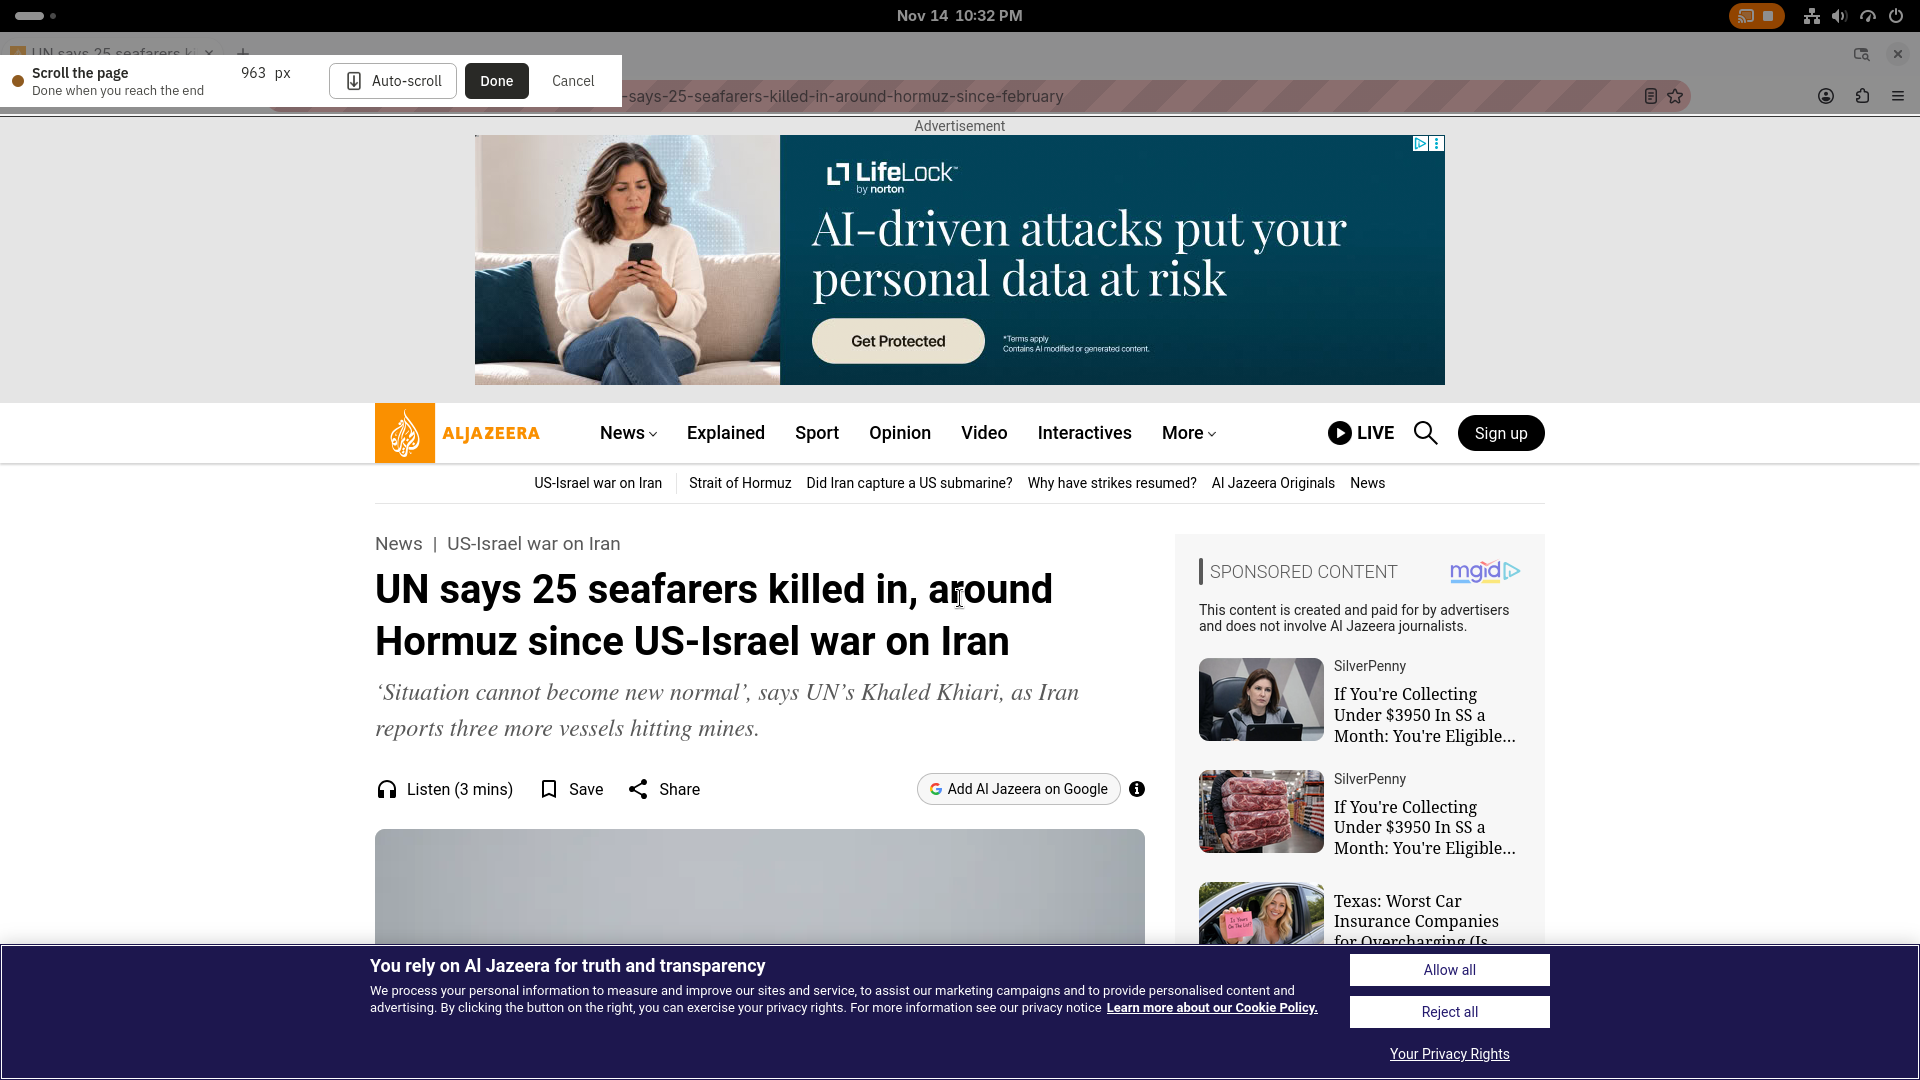 Nov 14 10:32 PM
UN says 25 seafarers ki
Scroll the page
Done when you reach the end
963 px
Auto-scroll
Done
Cancel
-says-25-seafarers-killed-in-around-hormuz-since-february
Advertisement
LifeLock
by norton
AI-driven attacks put your
personal data at risk
Get Protected
*Terms apply
Contains AI modified or generated content.
ALJAZEERA
News
Explained
Sport
Opinion
Video
Interactives
More
LIVE
Sign up
US-Israel war on Iran
Strait of Hormuz
Did Iran capture a US submarine?
Why have strikes resumed?
Al Jazeera Originals
News
News | US-Israel war on Iran
UN says 25 seafarers killed in, around
Hormuz since US-Israel war on Iran
‘Situation cannot become new normal’, says UN’s Khaled Khiari, as Iran
reports three more vessels hitting mines.
Listen (3 mins)
Save
Share
Add Al Jazeera on Google
SPONSORED CONTENT
mgid
This content is created and paid for by advertisers
and does not involve Al Jazeera journalists.
SilverPenny
If You're Collecting
Under $3950 In SS a
Month: You're Eligible...
SilverPenny
If You're Collecting
Under $3950 In SS a
Month: You're Eligible...
Texas: Worst Car
Insurance Companies
for Overcharging (Is
You rely on Al Jazeera for truth and transparency
We process your personal information to measure and improve our sites and service, to assist our marketing campaigns and to provide personalised content and
advertising. By clicking the button on the right, you can exercise your privacy rights. For more information see our privacy notice Learn more about our Cookie Policy.
Allow all
Reject all
Your Privacy Rights